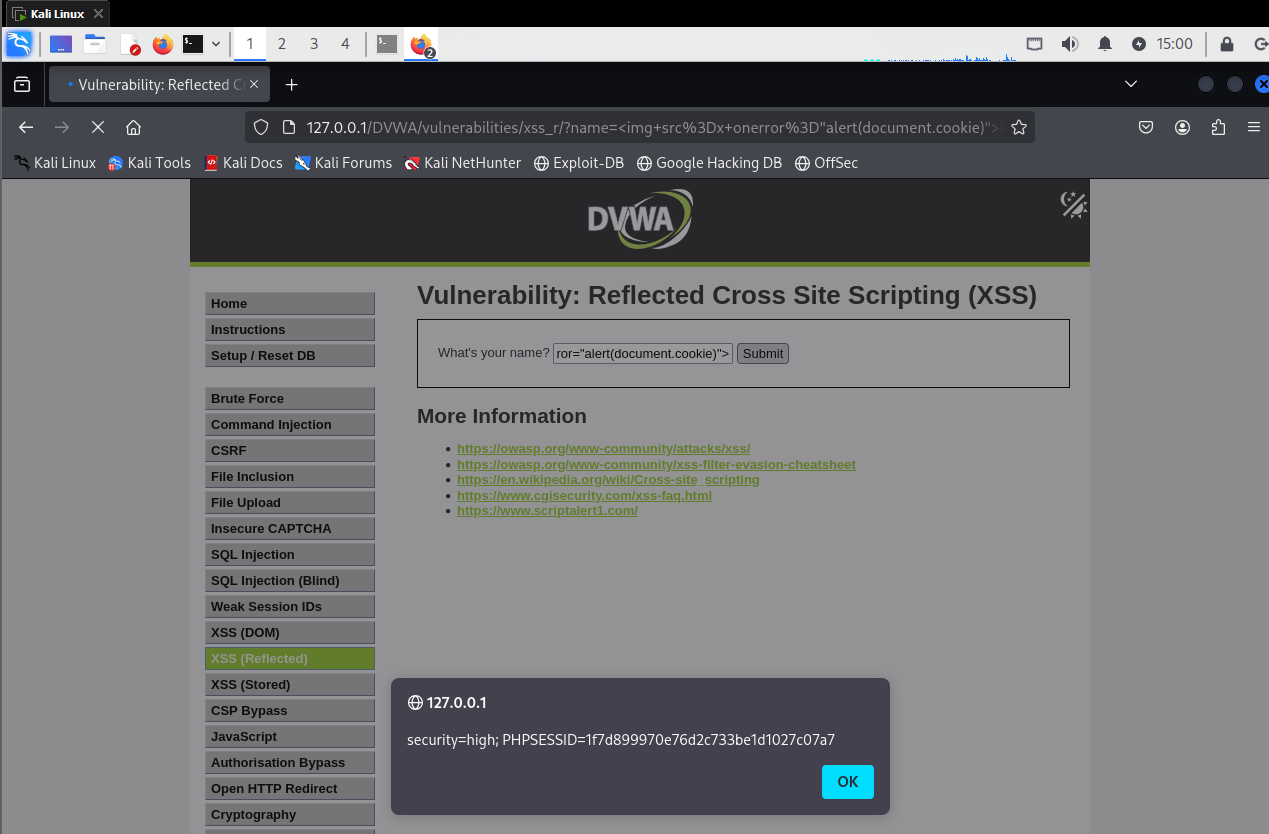 Kali Linux
1 2 3 4 2 15:00
Vulnerability: Reflected C
127.0.0.1/DVWA/vulnerabilities/xss_r/?name=<img+src%3Dx+onerror%3D"alert(document.cookie)">
Kali Linux Kali Tools Kali Docs Kali Forums Kali NetHunter Exploit-DB Google Hacking DB OffSec
DVWA
Home
Instructions
Setup / Reset DB
Brute Force
Command Injection
CSRF
File Inclusion
File Upload
Insecure CAPTCHA
SQL Injection
SQL Injection (Blind)
Weak Session IDs
XSS (DOM)
XSS (Reflected)
XSS (Stored)
CSP Bypass
JavaScript
Authorisation Bypass
Open HTTP Redirect
Cryptography
Vulnerability: Reflected Cross Site Scripting (XSS)
What's your name? ror="alert(document.cookie)"> Submit
More Information
https://owasp.org/www-community/attacks/xss/
https://owasp.org/www-community/xss-filter-evasion-cheatsheet
https://en.wikipedia.org/wiki/Cross-site_scripting
https://www.cgisecurity.com/xss-faq.html
https://www.scriptalert1.com/
127.0.0.1
security=high; PHPSESSID=1f7d899970e76d2c733be1d1027c07a7
OK